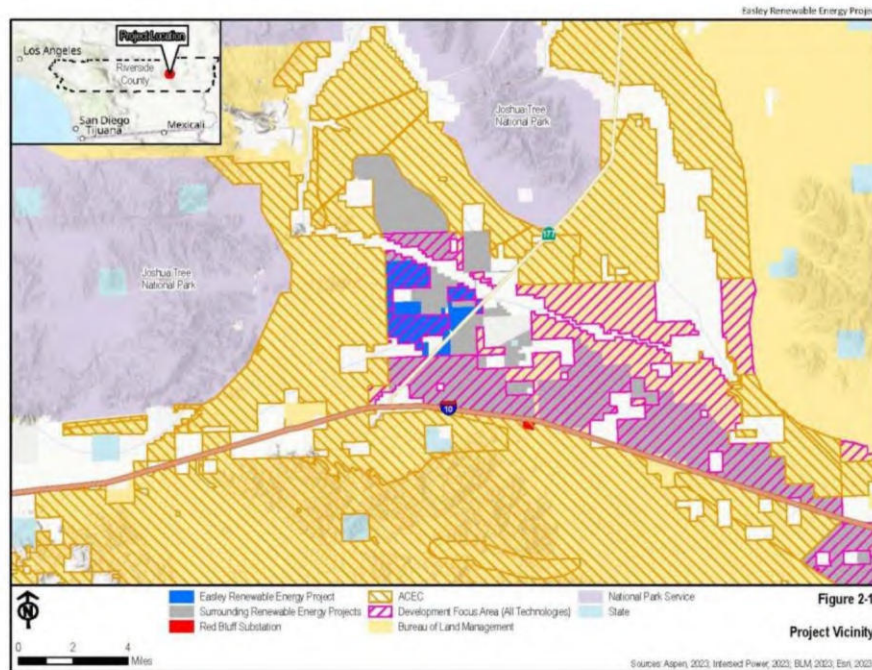 Easley Renewable Energy Project
Project Location
Los Angeles
Riverside
County
San Diego
Tijuana
Mexicali
Joshua Tree
National Park
177
Joshua Tree
National Park
10
N
0 2 4
Miles
Easley Renewable Energy Project
Surrounding Renewable Energy Projects
Red Bluff Substation
ACEC
Development Focus Area (All Technologies)
Bureau of Land Management
National Park Service
State
Figure 2-1
Project Vicinity
Sources: Aspen, 2023; Intersect Power, 2023; BLM, 2023; Esri, 2023